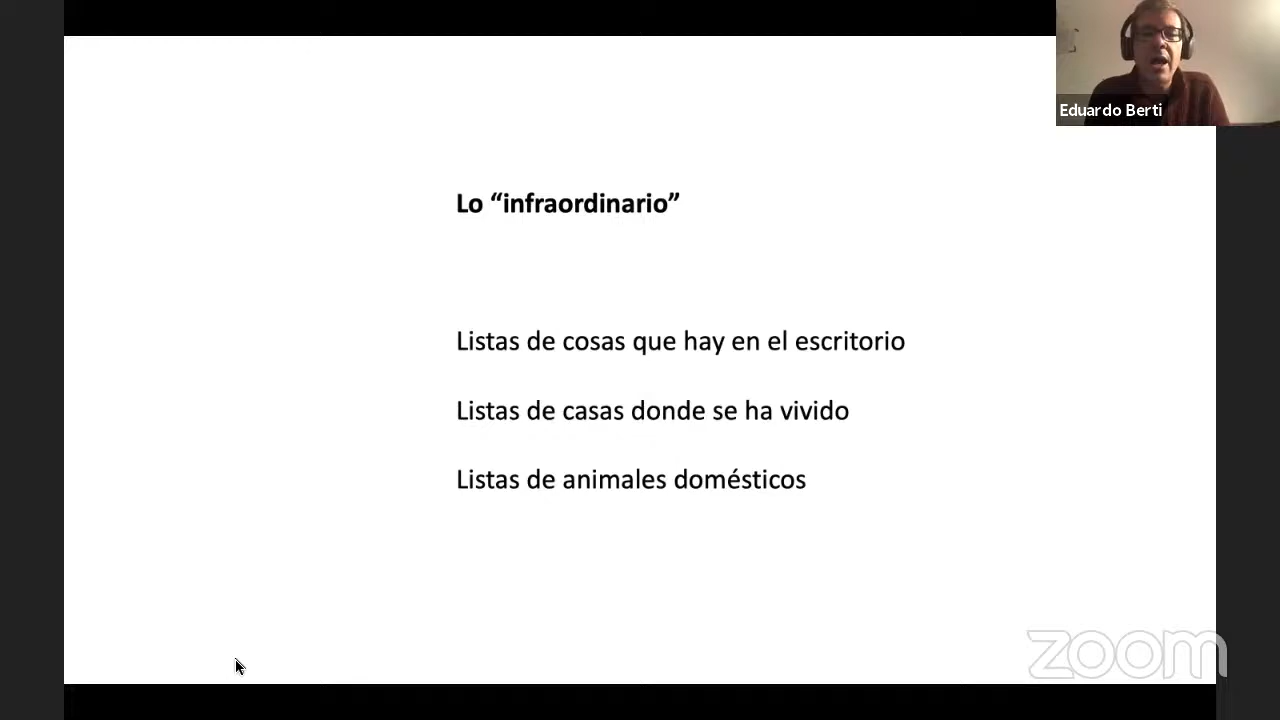 Eduardo Berti
Lo “infraordinario”
Listas de cosas que hay en el escritorio
Listas de casas donde se ha vivido
Listas de animales domésticos
zoom